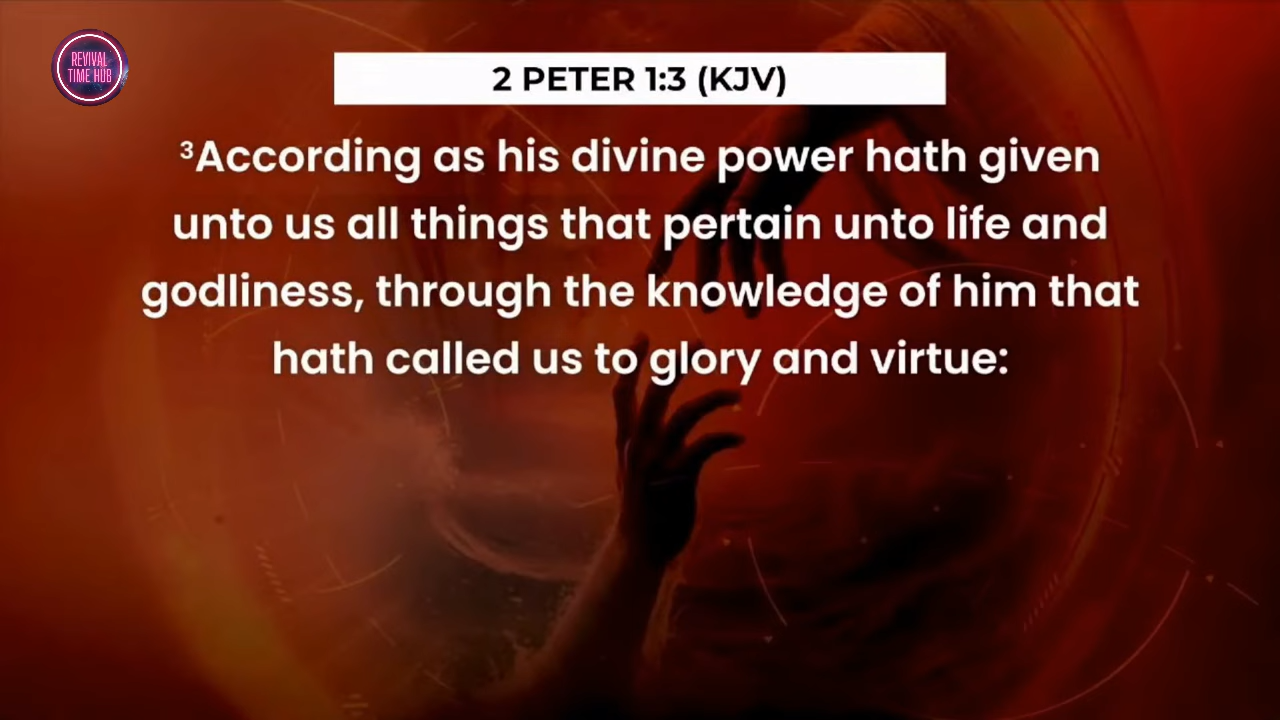 REVIVAL
TIME HUB
2 PETER 1:3 (KJV)
³According as his divine power hath given
unto us all things that pertain unto life and
godliness, through the knowledge of him that
hath called us to glory and virtue: